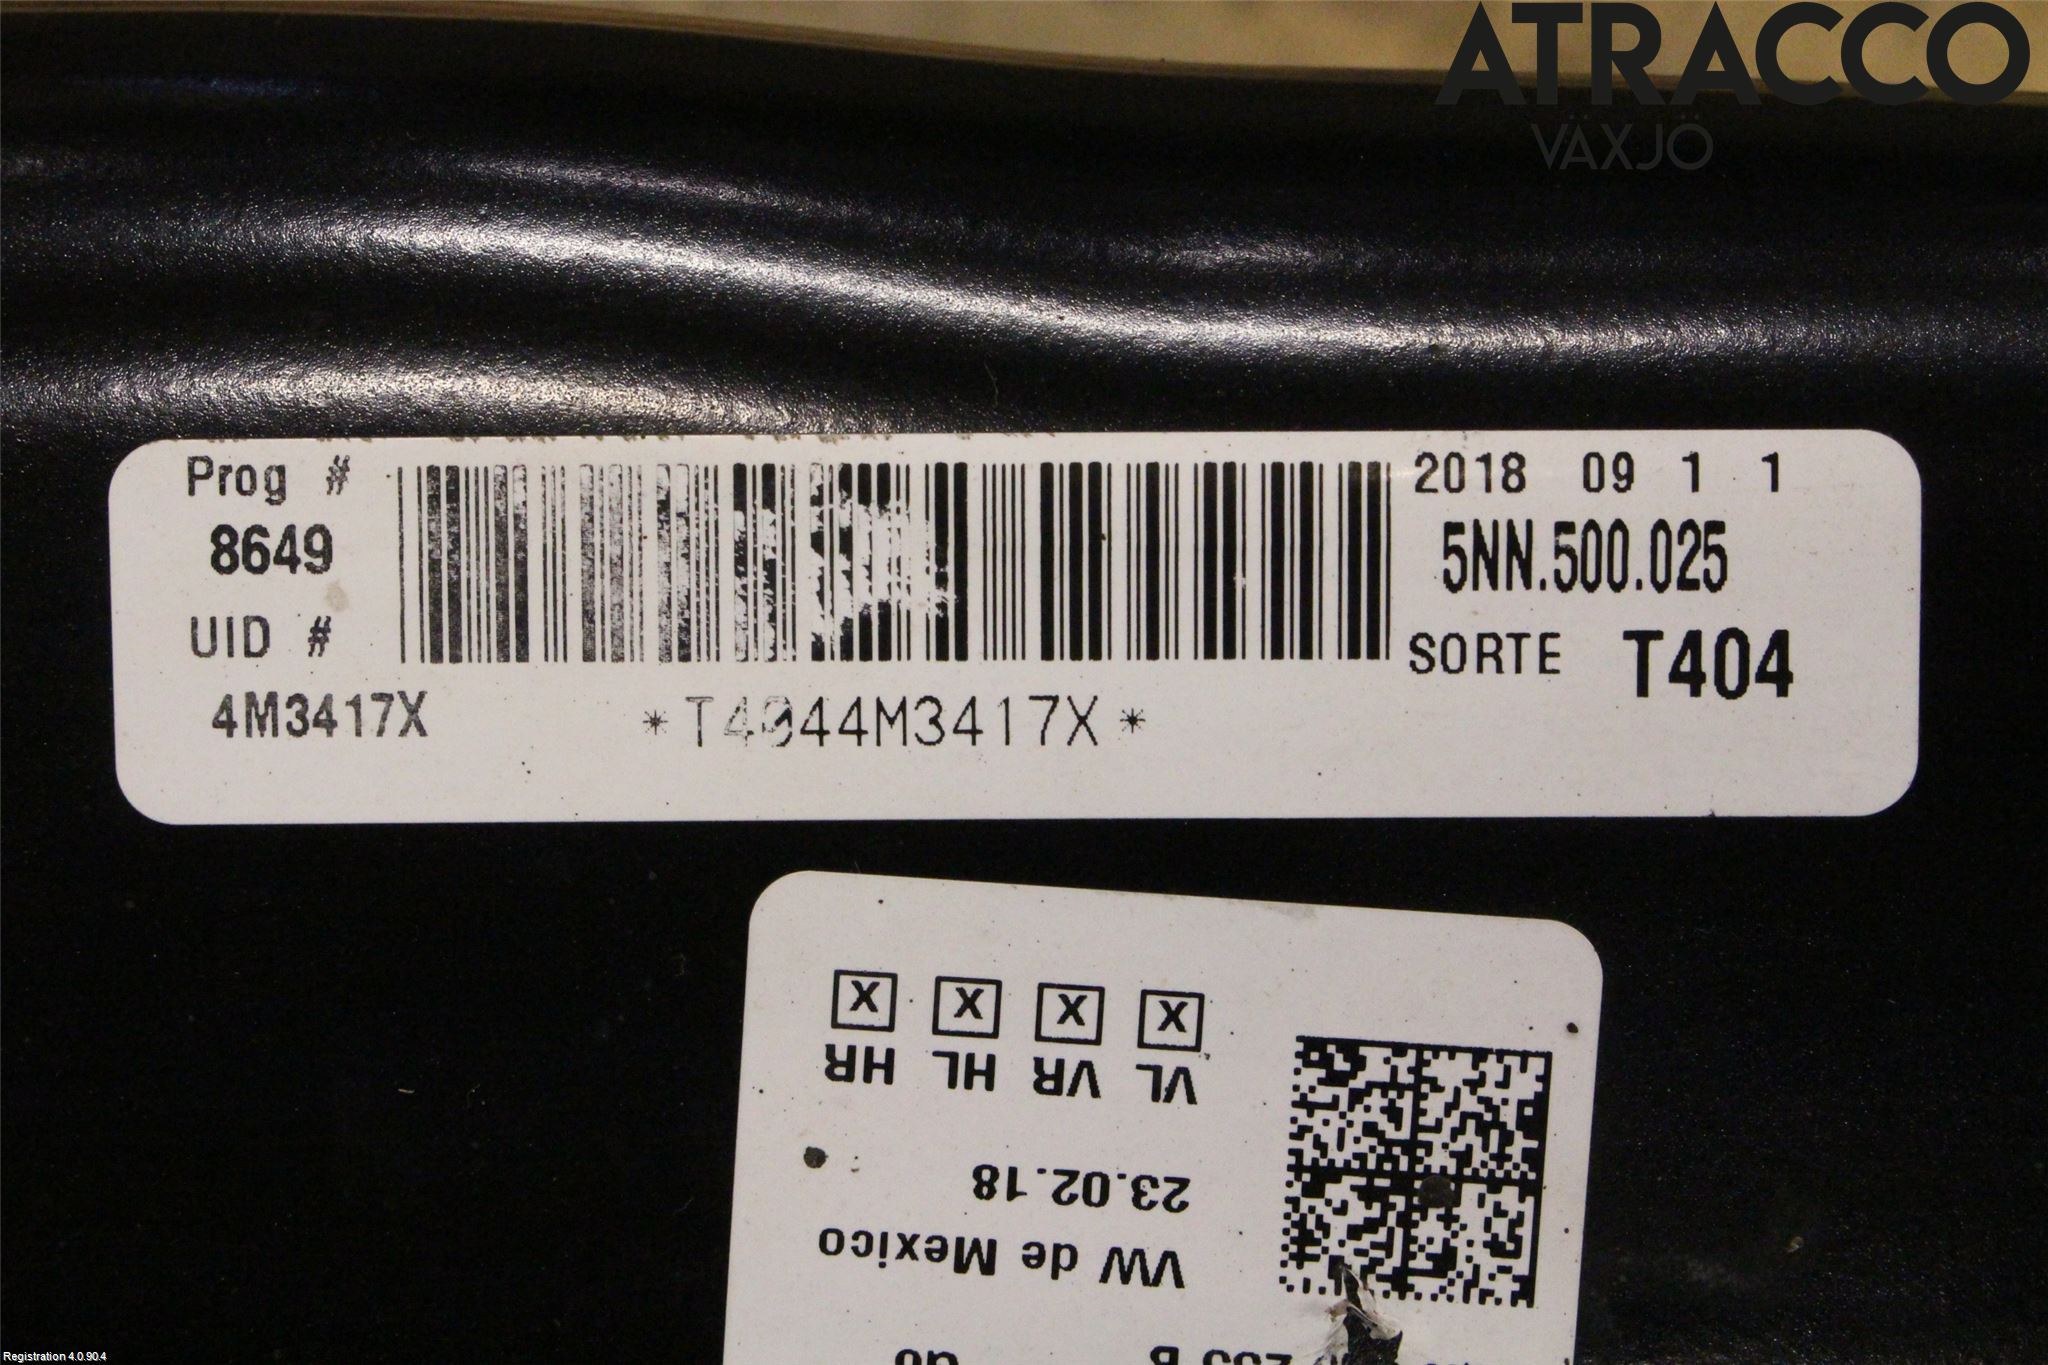 ATRACCO
VÄXJÖ
Prog #
8649
UID #
4M3417X
*T4044M3417X*
2018 09 1 1
5NN.500.025
SORTE T404
VW de Mexico
23.02.18
VL VR HL HR
X X X X
Registration 4.0.90.4